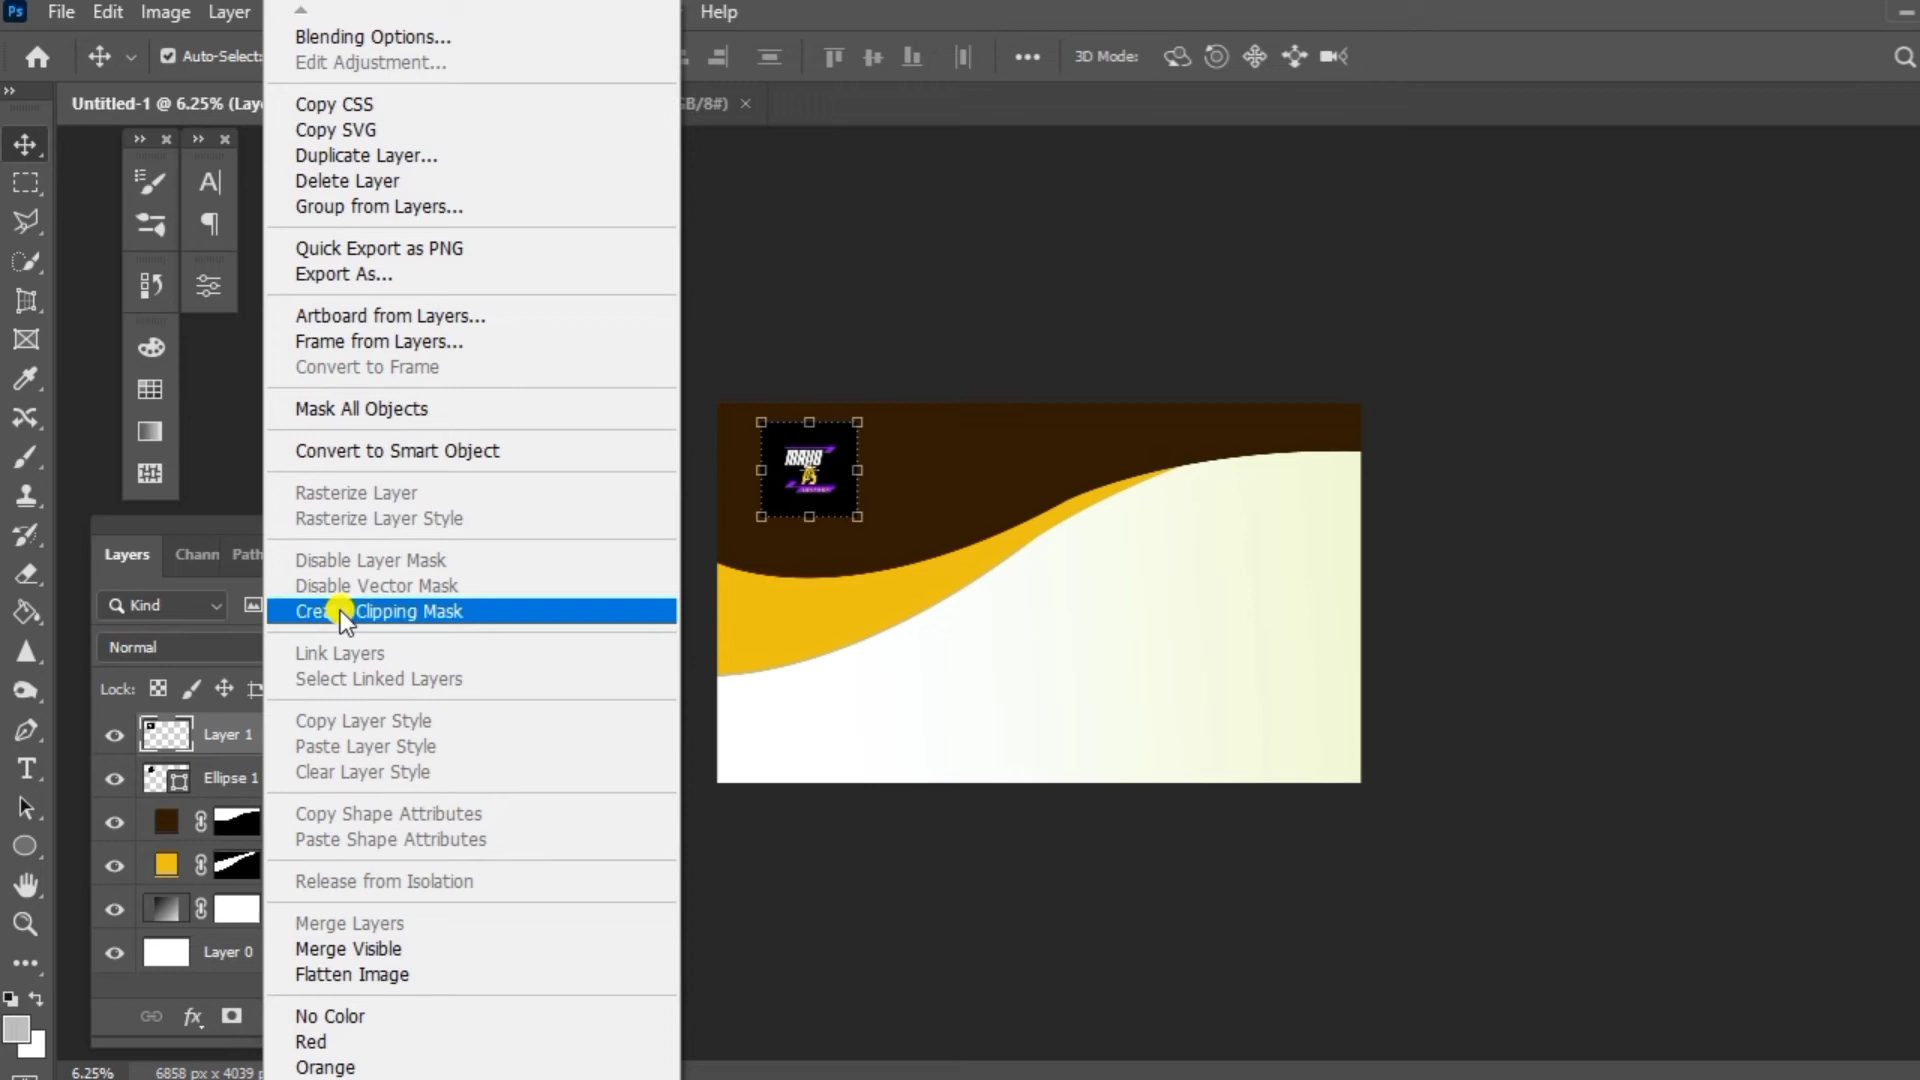 Ps File Edit Image Layer Help
Auto-Select:
3D Mode:
Untitled-1 @ 6.25% (Laye
GB/8#)
Blending Options...
Edit Adjustment...
Copy CSS
Copy SVG
Duplicate Layer...
Delete Layer
Group from Layers...
Quick Export as PNG
Export As...
Artboard from Layers...
Frame from Layers...
Convert to Frame
Mask All Objects
Convert to Smart Object
Rasterize Layer
Rasterize Layer Style
Disable Layer Mask
Disable Vector Mask
Create Clipping Mask
Link Layers
Select Linked Layers
Copy Layer Style
Paste Layer Style
Clear Layer Style
Copy Shape Attributes
Paste Shape Attributes
Release from Isolation
Merge Layers
Merge Visible
Flatten Image
No Color
Red
Orange
Layers Chann Path
Kind
Normal
Lock:
Layer 1
Ellipse 1
Layer 0
fx
6.25% 6858 px x 4039 p